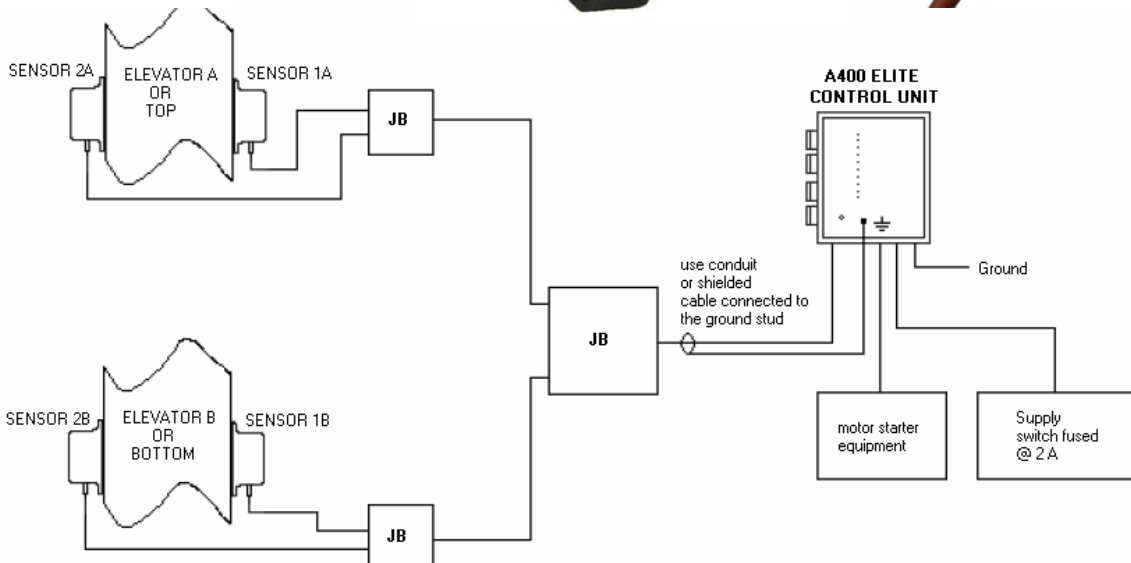 SENSOR 2A
ELEVATOR A
OR
TOP
SENSOR 1A
JB
A400 ELITE
CONTROL UNIT
use conduit
or shielded
cable connected to
the ground stud
Ground
JB
SENSOR 2B
ELEVATOR B
OR
BOTTOM
SENSOR 1B
JB
motor starter
equipment
Supply
switch fused
@ 2 A